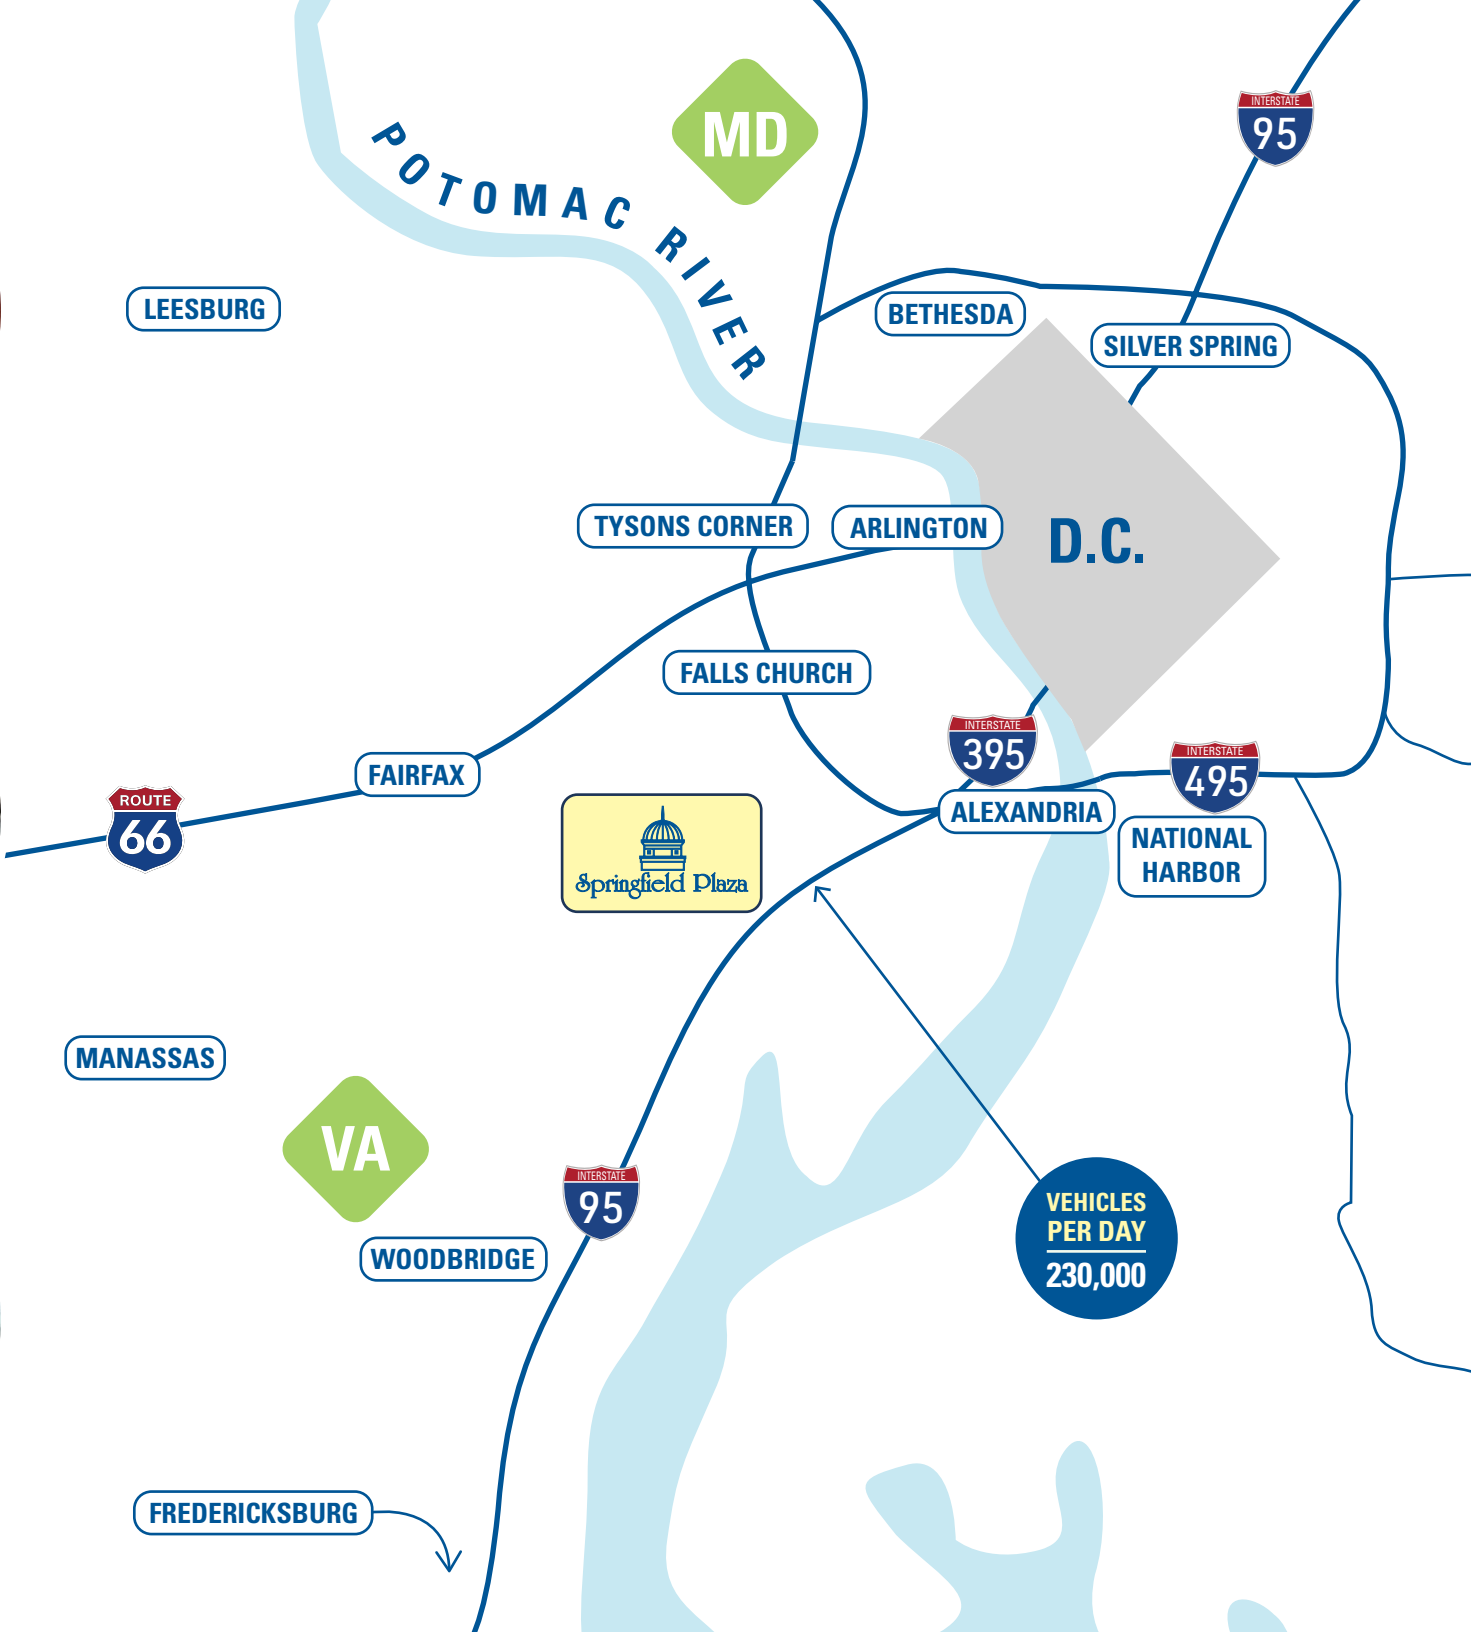 MD
INTERSTATE
95
POTOMAC RIVER
LEESBURG
BETHESDA
SILVER SPRING
TYSONS CORNER
ARLINGTON
D.C.
FALLS CHURCH
INTERSTATE
395
INTERSTATE
495
FAIRFAX
ROUTE
66
ALEXANDRIA
NATIONAL
HARBOR
Springfield Plaza
MANASSAS
VA
INTERSTATE
95
VEHICLES
PER DAY
230,000
WOODBRIDGE
FREDERICKSBURG